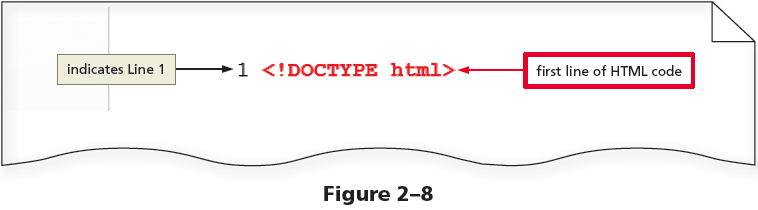 indicates Line 1
1 <!DOCTYPE html>
first line of HTML code
Figure 2–8